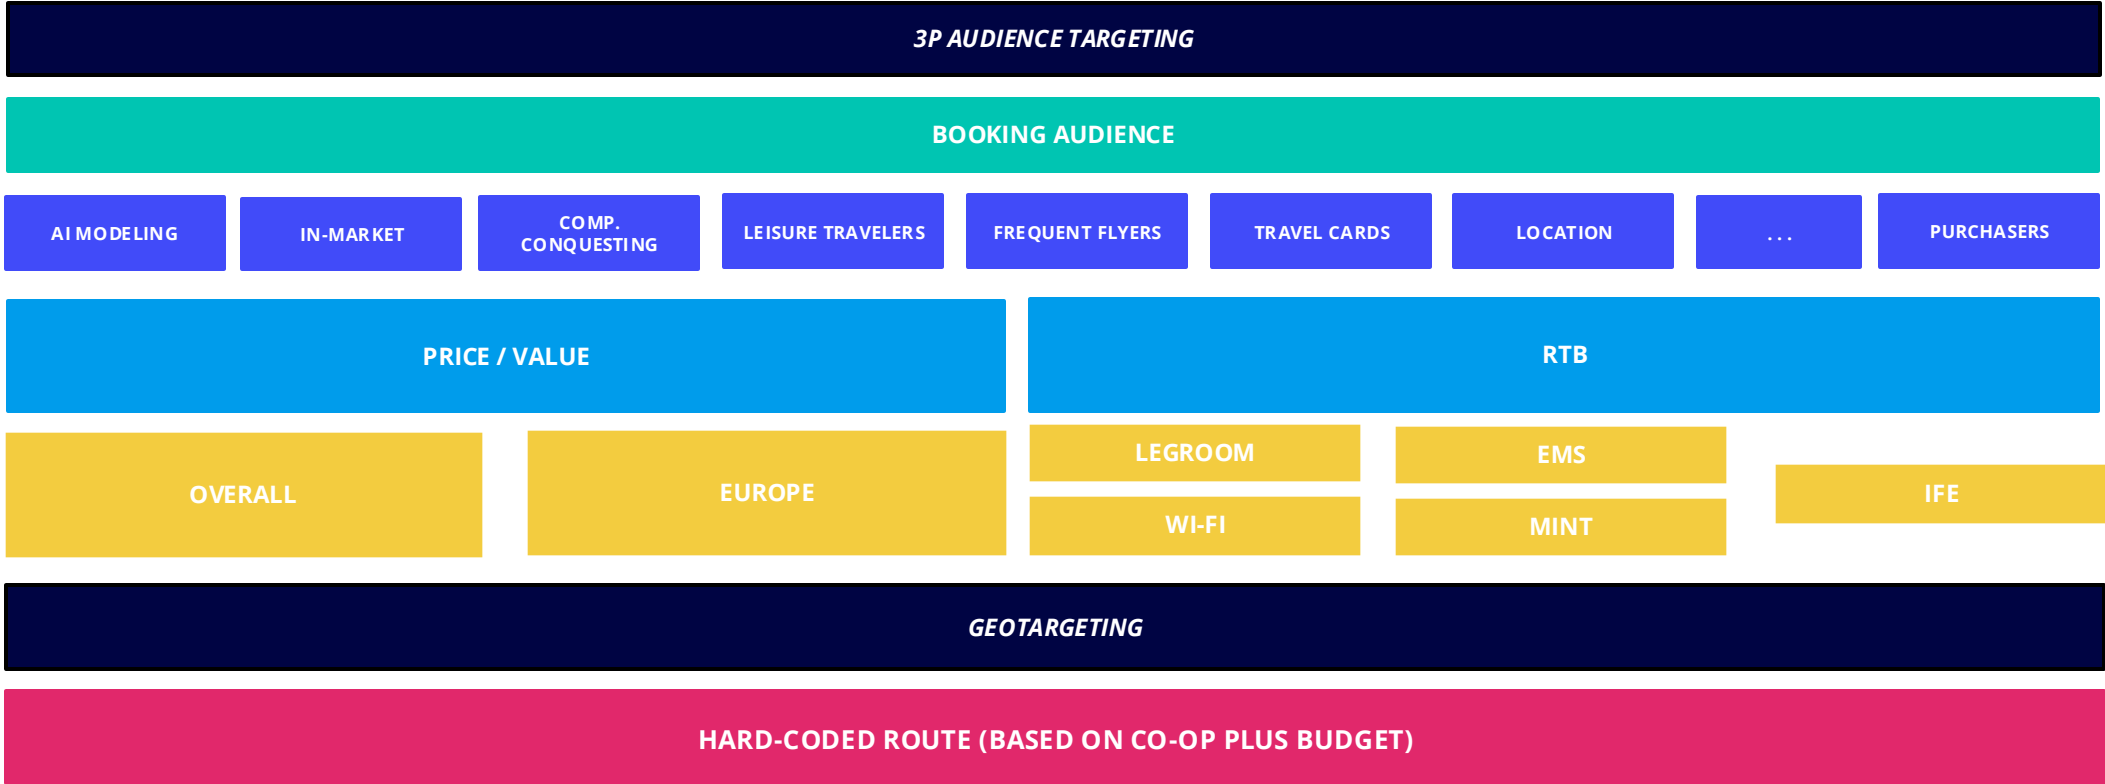 3P AUDIENCE TARGETING
BOOKING AUDIENCE
AI MODELING
IN-MARKET
COMP.
CONQUESTING
LEISURE TRAVELERS
FREQUENT FLYERS
TRAVEL CARDS
LOCATION
...
PURCHASERS
PRICE / VALUE
RTB
OVERALL
EUROPE
LEGROOM
WI-FI
EMS
MINT
IFE
GEOTARGETING
HARD-CODED ROUTE (BASED ON CO-OP PLUS BUDGET)